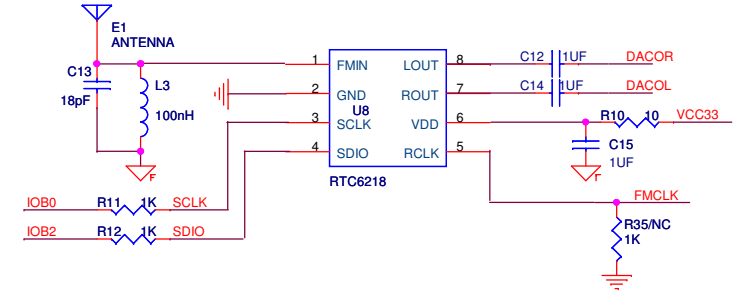 E1
ANTENNA
C13
18pF
L3
100nH
1 FMIN LOUT 8
2 GND ROUT 7
U8
3 SCLK VDD 6
4 SDIO RCLK 5
RTC6218
C12 1UF DACOR
C14 1UF DACOL
R10 10 VCC33
C15
1UF
F
F
IOB0 R11 1K SCLK
IOB2 R12 1K SDIO
FMCLK
R35/NC
1K